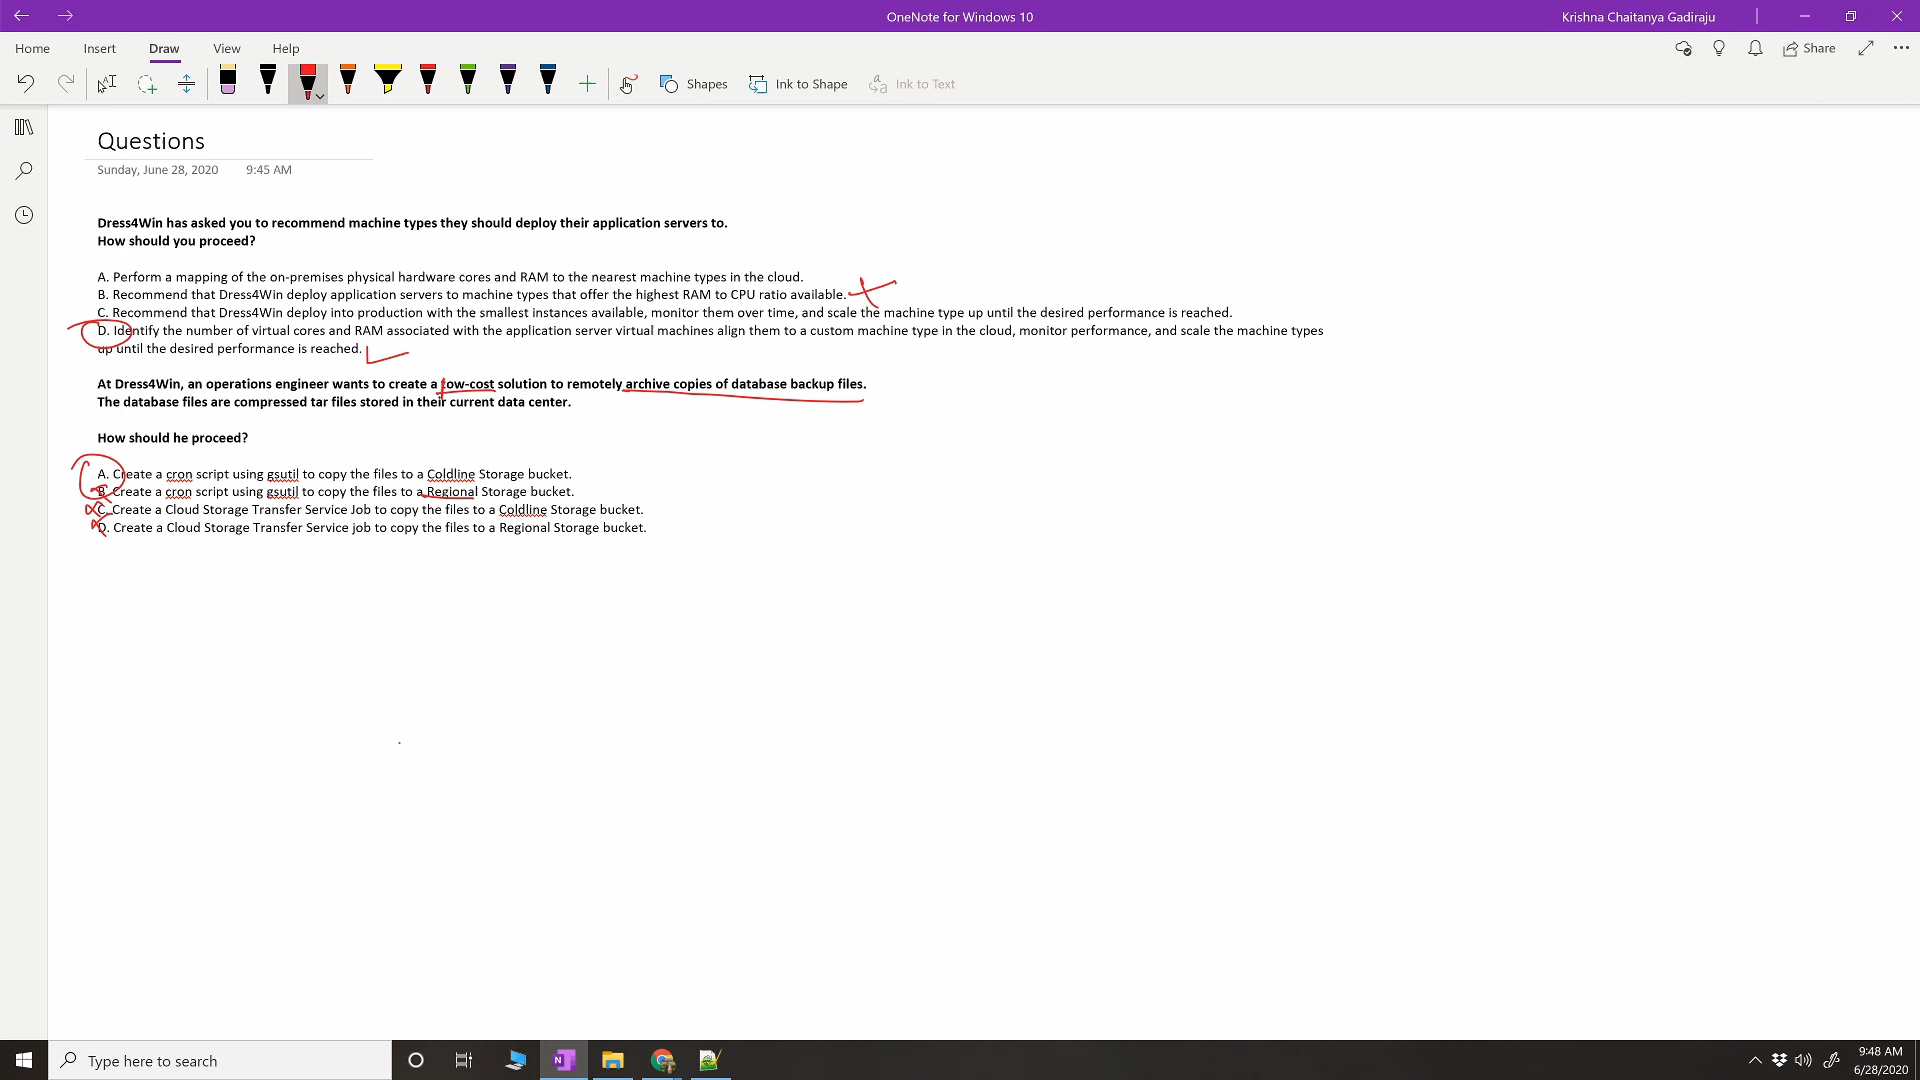 OneNote for Windows 10
Krishna Chaitanya Gadiraju
Home Insert Draw View Help
Share
Shapes Ink to Shape Ink to Text
Questions
Sunday, June 28, 2020 9:45 AM
Dress4Win has asked you to recommend machine types they should deploy their application servers to.
How should you proceed?
A. Perform a mapping of the on-premises physical hardware cores and RAM to the nearest machine types in the cloud.
B. Recommend that Dress4Win deploy application servers to machine types that offer the highest RAM to CPU ratio available.
C. Recommend that Dress4Win deploy into production with the smallest instances available, monitor them over time, and scale the machine type up until the desired performance is reached.
D. Identify the number of virtual cores and RAM associated with the application server virtual machines align them to a custom machine type in the cloud, monitor performance, and scale the machine types
up until the desired performance is reached.
At Dress4Win, an operations engineer wants to create a low-cost solution to remotely archive copies of database backup files.
The database files are compressed tar files stored in their current data center.
How should he proceed?
A. Create a cron script using gsutil to copy the files to a Coldline Storage bucket.
B. Create a cron script using gsutil to copy the files to a Regional Storage bucket.
C. Create a Cloud Storage Transfer Service Job to copy the files to a Coldline Storage bucket.
D. Create a Cloud Storage Transfer Service job to copy the files to a Regional Storage bucket.
Type here to search
9:48 AM
6/28/2020